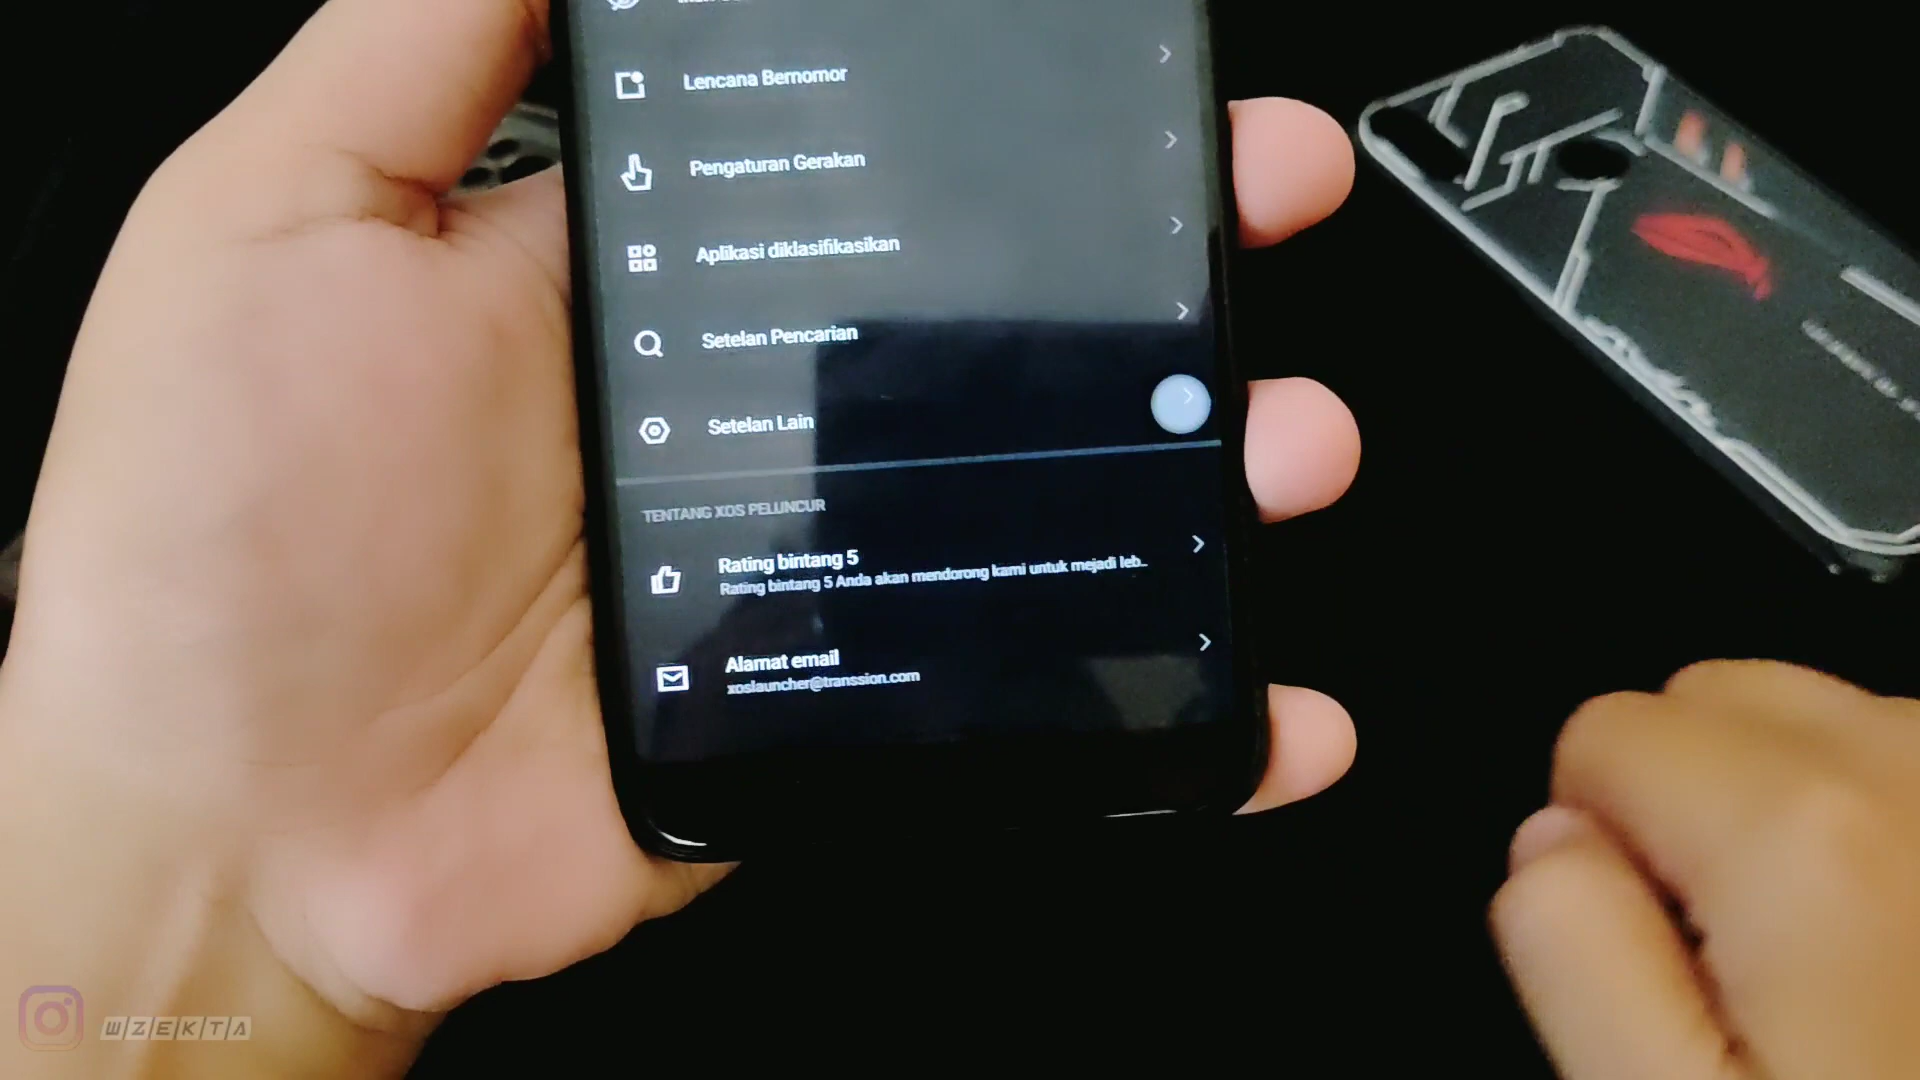 Lencana Bernomor
Pengaturan Gerakan
Aplikasi diklasifikasikan
Setelan Pencarian
Setelan Lain
TENTANG XOS PELUNCUR
Rating bintang 5
Rating bintang 5 Anda akan mendorong kami untuk mejadi leb...
Alamat email
xoslauncher@transsion.com
WZEKTA